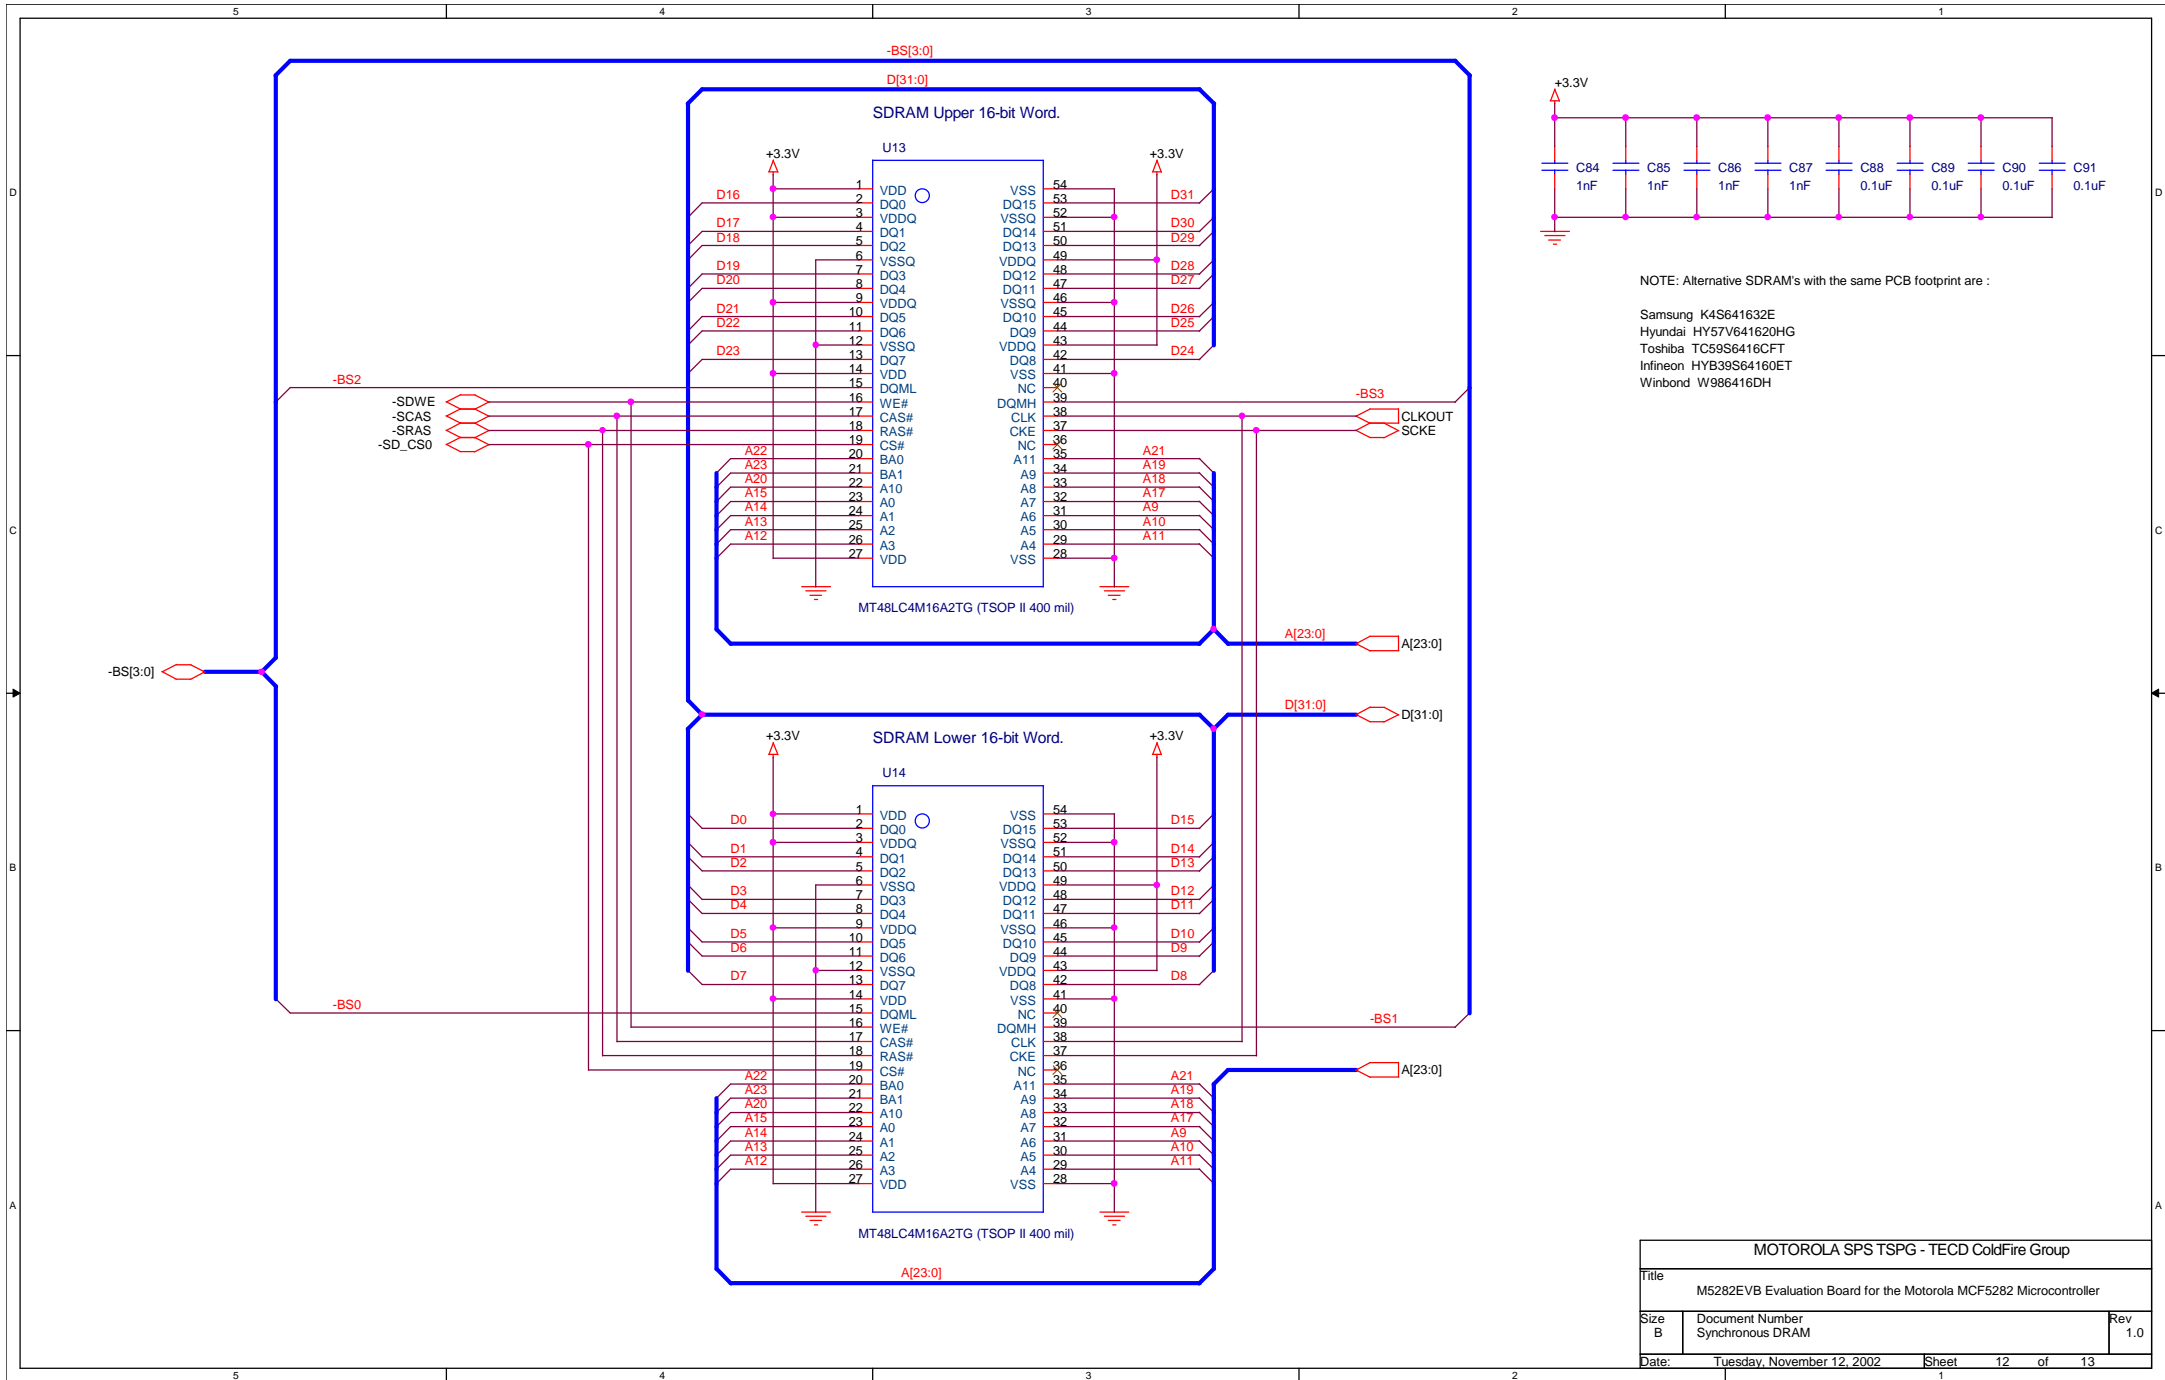 5 4 3 2 1
-BS[3:0]
D[31:0]
SDRAM Upper 16-bit Word.
U13
+3.3V +3.3V
1 VDD VSS 54
D16 2 DQ0 DQ15 53 D31
3 VDDQ VSSQ 52
D17 4 DQ1 DQ14 51 D30
D18 5 DQ2 DQ13 50 D29
6 VSSQ VDDQ 49
D19 7 DQ3 DQ12 48 D28
D20 8 DQ4 DQ11 47 D27
9 VDDQ VSSQ 46
D21 10 DQ5 DQ10 45 D26
D22 11 DQ6 DQ9 44 D25
12 VSSQ VDDQ 43
D23 13 DQ7 DQ8 42 D24
14 VDD VSS 41
-BS2 15 DQML NC 40
-SDWE 16 WE# DQMH 39 -BS3
-SCAS 17 CAS# CLK 38 CLKOUT
-SRAS 18 RAS# CKE 37 SCKE
-SD_CS0 19 CS# NC 36
A22 20 BA0 A11 35 A21
A23 21 BA1 A9 34 A19
A20 22 A10 A8 33 A18
A15 23 A0 A7 32 A17
A14 24 A1 A6 31 A9
A13 25 A2 A5 30 A10
A12 26 A3 A4 29 A11
27 VDD VSS 28
MT48LC4M16A2TG (TSOP II 400 mil)
A[23:0] A[23:0]
-BS[3:0]
D[31:0] D[31:0]
+3.3V
C84 C85 C86 C87 C88 C89 C90 C91
1nF 1nF 1nF 1nF 0.1uF 0.1uF 0.1uF 0.1uF
NOTE: Alternative SDRAM's with the same PCB footprint are :
Samsung K4S641632E
Hyundai HY57V641620HG
Toshiba TC59S6416CFT
Infineon HYB39S64160ET
Winbond W986416DH
SDRAM Lower 16-bit Word.
U14
+3.3V +3.3V
1 VDD VSS 54
D0 2 DQ0 DQ15 53 D15
3 VDDQ VSSQ 52
D1 4 DQ1 DQ14 51 D14
D2 5 DQ2 DQ13 50 D13
6 VSSQ VDDQ 49
D3 7 DQ3 DQ12 48 D12
D4 8 DQ4 DQ11 47 D11
9 VDDQ VSSQ 46
D5 10 DQ5 DQ10 45 D10
D6 11 DQ6 DQ9 44 D9
12 VSSQ VDDQ 43
D7 13 DQ7 DQ8 42 D8
14 VDD VSS 41
-BS0 15 DQML NC 40
16 WE# DQMH 39 -BS1
17 CAS# CLK 38
18 RAS# CKE 37
19 CS# NC 36 A[23:0]
A22 20 BA0 A11 35 A21
A23 21 BA1 A9 34 A19
A20 22 A10 A8 33 A18
A15 23 A0 A7 32 A17
A14 24 A1 A6 31 A9
A13 25 A2 A5 30 A10
A12 26 A3 A4 29 A11
27 VDD VSS 28
MT48LC4M16A2TG (TSOP II 400 mil)
A[23:0]
D D
C C
B B
A A
MOTOROLA SPS TSPG - TECD ColdFire Group
Title
M5282EVB Evaluation Board for the Motorola MCF5282 Microcontroller
Size Document Number Rev
B Synchronous DRAM 1.0
Date: Tuesday, November 12, 2002 Sheet 12 of 13
5 4 3 2 1